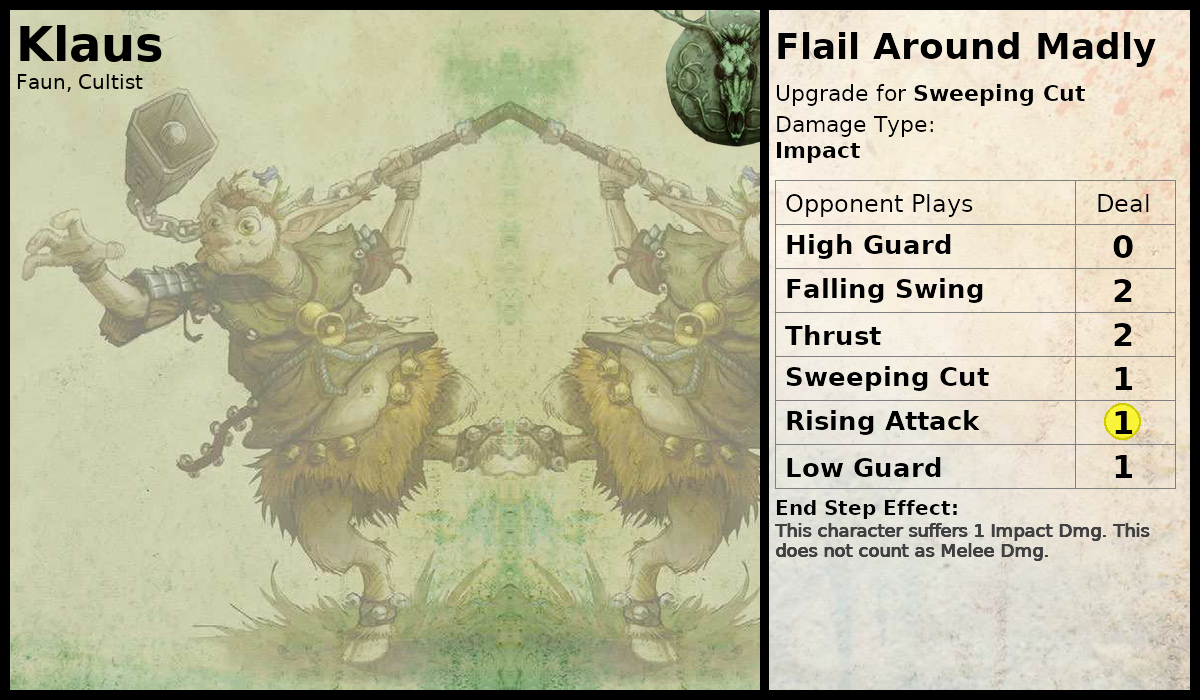 Klaus
Faun, Cultist
Flail Around Madly
Upgrade for Sweeping Cut
Damage Type:
Impact
Opponent Plays Deal
High Guard 0
Falling Swing 2
Thrust 2
Sweeping Cut 1
Rising Attack 1
Low Guard 1
End Step Effect:
This character suffers 1 Impact Dmg. This
does not count as Melee Dmg.